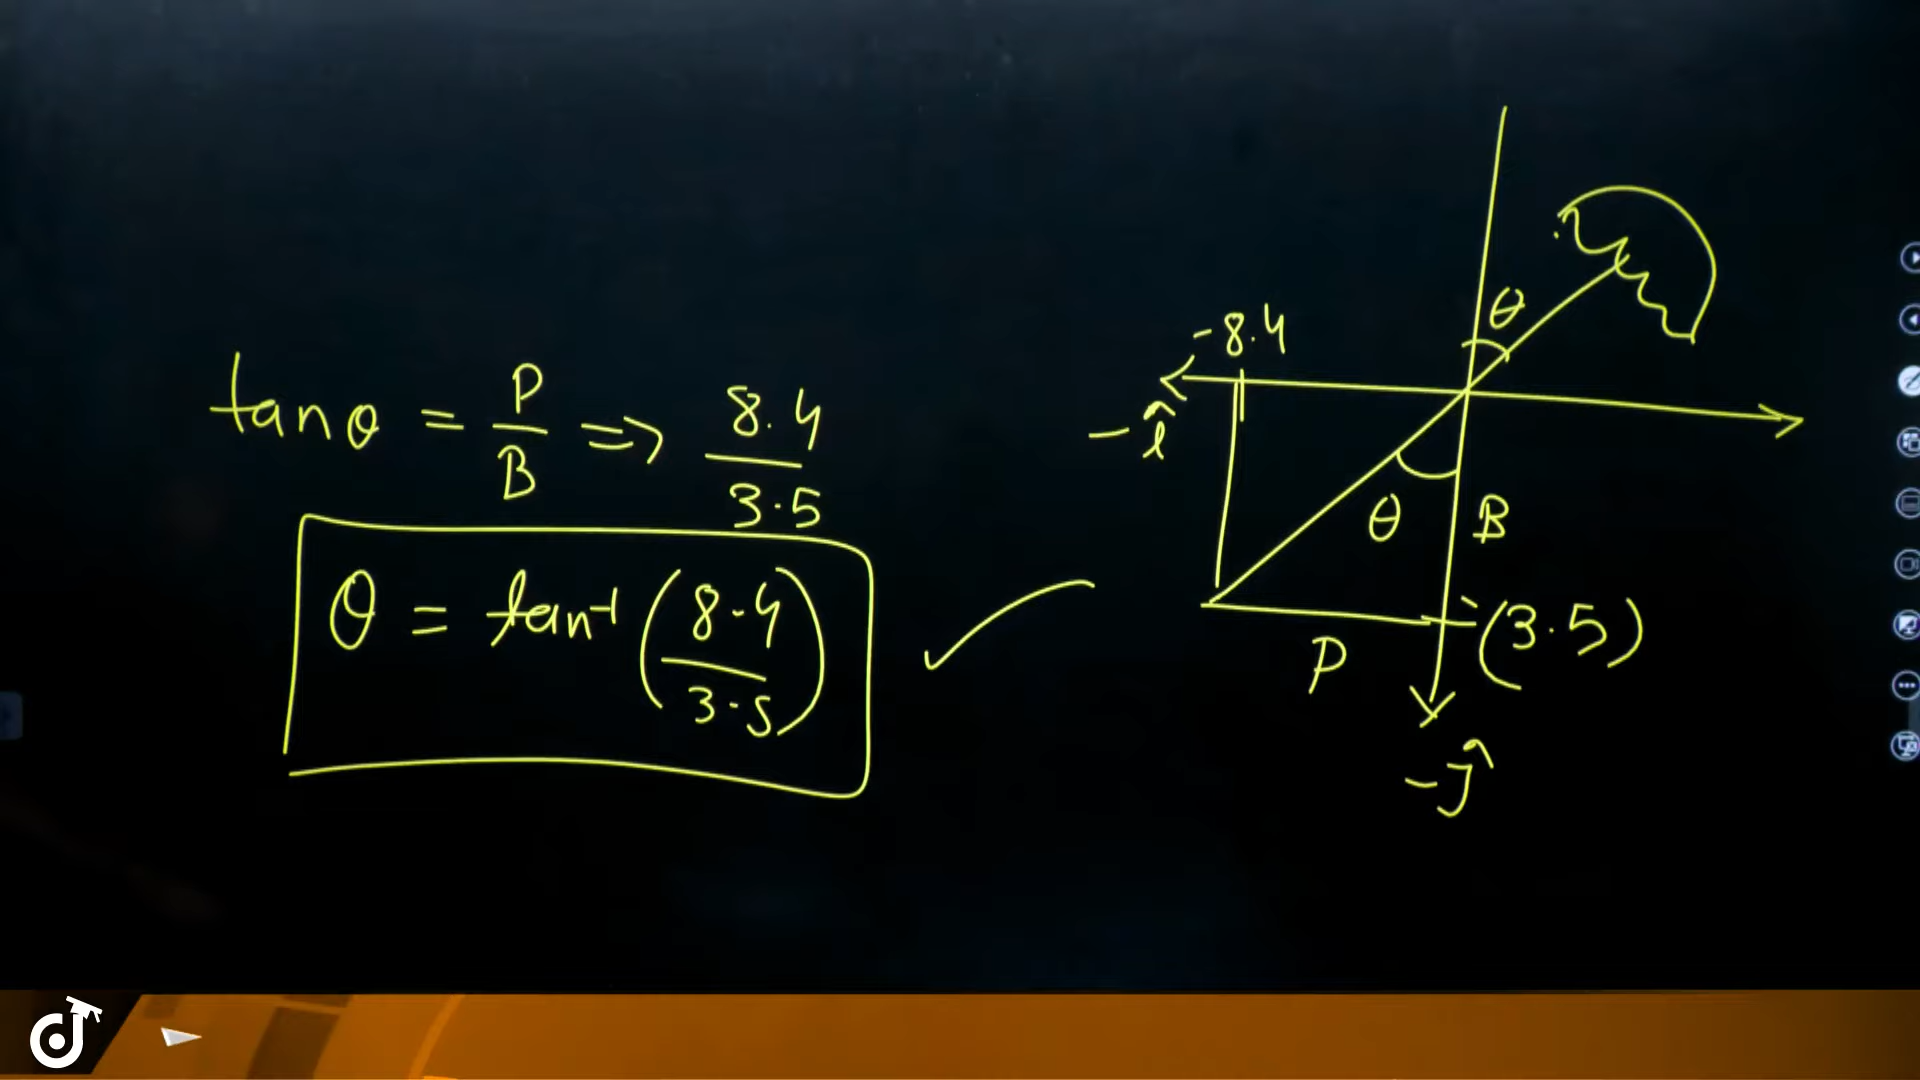 tanθ = P/B => 8.4/3.5
θ = tan⁻¹(8.4/3.5)
θ
-8.4
-î
θ
B
(3.5)
P
-ĵ